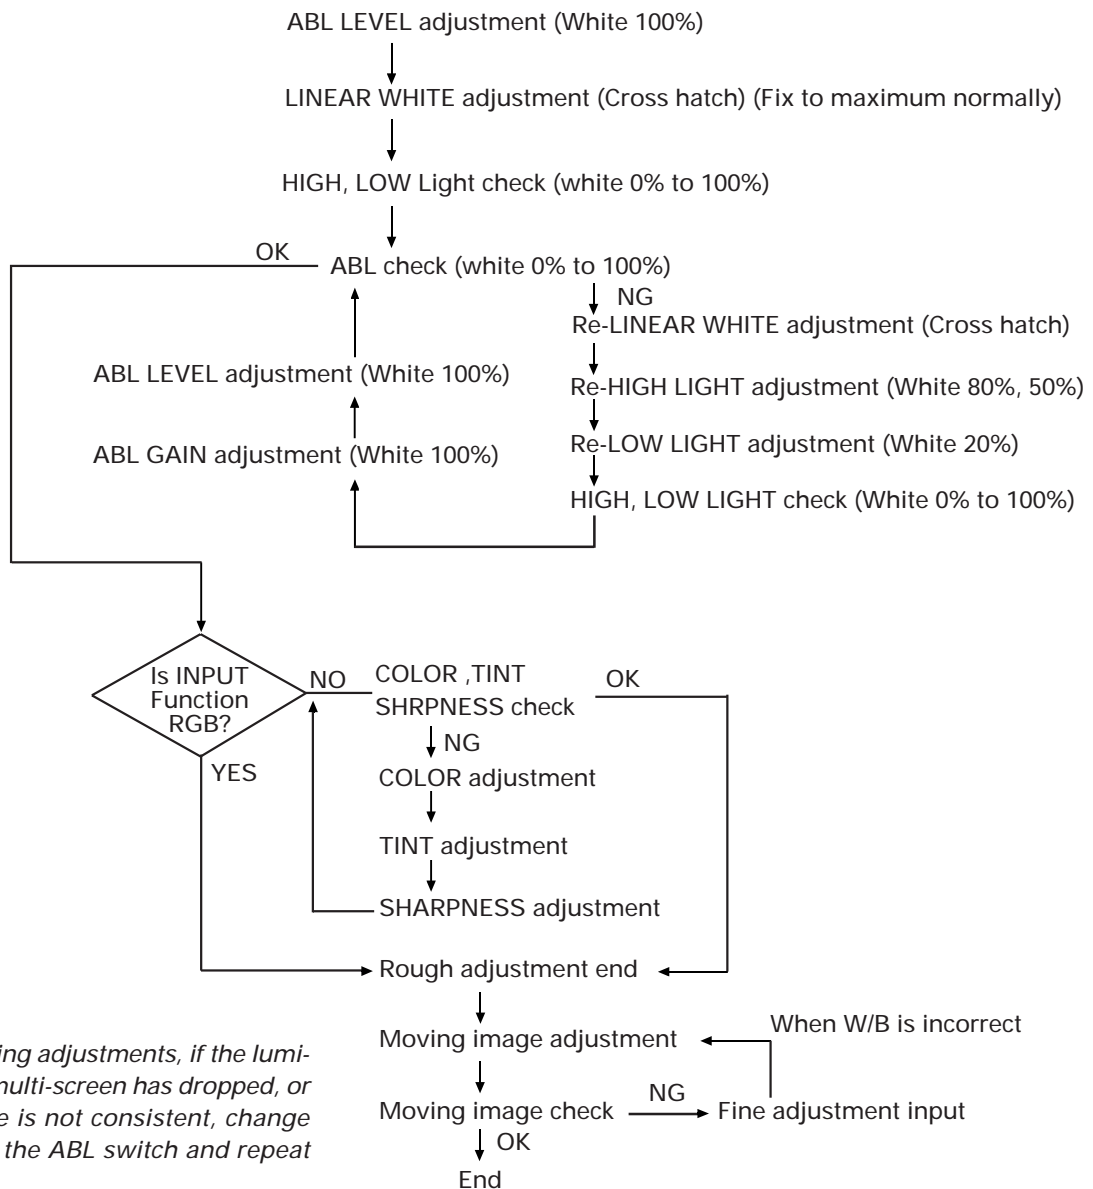 ABL LEVEL adjustment (White 100%)
LINEAR WHITE adjustment (Cross hatch) (Fix to maximum normally)
HIGH, LOW Light check (white 0% to 100%)
OK
ABL check (white 0% to 100%)
NG
Re-LINEAR WHITE adjustment (Cross hatch)
ABL LEVEL adjustment (White 100%)
Re-HIGH LIGHT adjustment (White 80%, 50%)
ABL GAIN adjustment (White 100%)
Re-LOW LIGHT adjustment (White 20%)
HIGH, LOW LIGHT check (White 0% to 100%)
Is INPUT
Function
RGB?
NO
COLOR ,TINT
SHRPNESS check
OK
NG
YES
COLOR adjustment
TINT adjustment
SHARPNESS adjustment
Rough adjustment end
Moving image adjustment
When W/B is incorrect
Moving image check
NG
Fine adjustment input
OK
End
ing adjustments, if the lumi-
multi-screen has dropped, or
e is not consistent, change
the ABL switch and repeat